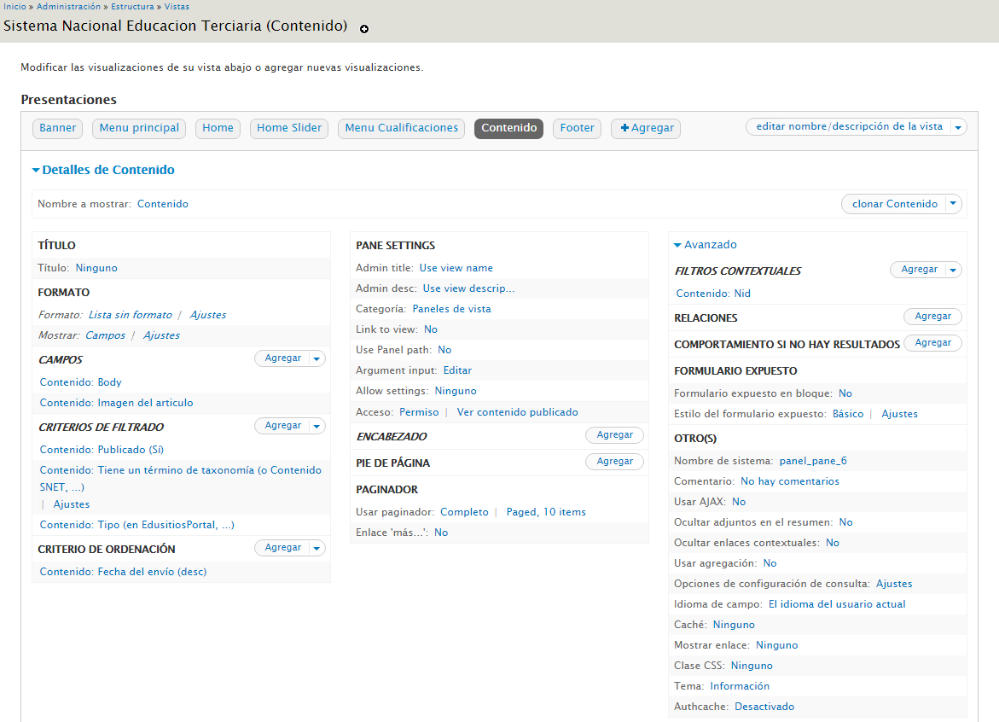 Inicio » Administración » Estructura » Vistas
Sistema Nacional Educacion Terciaria (Contenido)
Modificar las visualizaciones de su vista abajo o agregar nuevas visualizaciones.
Presentaciones
Banner Menu principal Home Home Slider Menu Cualificaciones Contenido Footer Agregar editar nombre/descripción de la vista
Detalles de Contenido
Nombre a mostrar: Contenido clonar Contenido
TÍTULO
Título: Ninguno
FORMATO
Formato: Lista sin formato | Ajustes
Mostrar: Campos | Ajustes
CAMPOS Agregar
Contenido: Body
Contenido: Imagen del articulo
CRITERIOS DE FILTRADO Agregar
Contenido: Publicado (Sí)
Contenido: Tiene un término de taxonomía (o Contenido
SNET, ...)
| Ajustes
Contenido: Tipo (en EdusitiosPortal, ...)
CRITERIO DE ORDENACIÓN Agregar
Contenido: Fecha del envío (desc)
PANE SETTINGS
Admin title: Use view name
Admin desc: Use view descrip...
Categoría: Paneles de vista
Link to view: No
Use Panel path: No
Argument input: Editar
Allow settings: Ninguno
Acceso: Permiso | Ver contenido publicado
ENCABEZADO Agregar
PIE DE PÁGINA Agregar
PAGINADOR
Usar paginador: Completo | Paged, 10 items
Enlace 'más...': No
Avanzado
FILTROS CONTEXTUALES Agregar
Contenido: Nid
RELACIONES Agregar
COMPORTAMIENTO SI NO HAY RESULTADOS Agregar
FORMULARIO EXPUESTO
Formulario expuesto en bloque: No
Estilo del formulario expuesto: Básico | Ajustes
OTRO(S)
Nombre de sistema: panel_pane_6
Comentario: No hay comentarios
Usar AJAX: No
Ocultar adjuntos en el resumen: No
Ocultar enlaces contextuales: No
Usar agregación: No
Opciones de configuración de consulta: Ajustes
Idioma de campo: El idioma del usuario actual
Caché: Ninguno
Mostrar enlace: Ninguno
Clase CSS: Ninguno
Tema: Información
Authcache: Desactivado